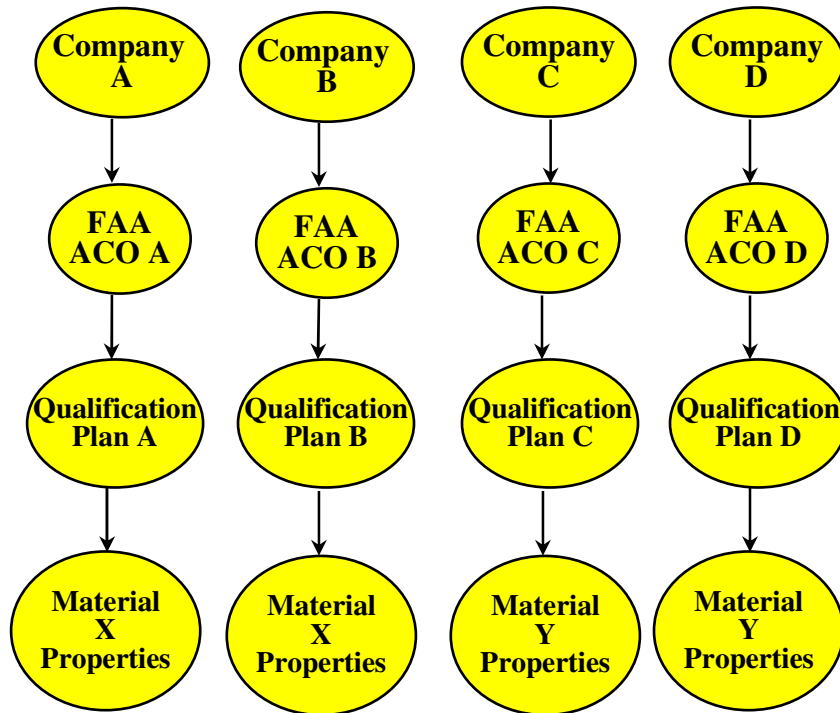 Company
A
Company
B
Company
C
Company
D
FAA
ACO A
FAA
ACO B
FAA
ACO C
FAA
ACO D
Qualification
Plan A
Qualification
Plan B
Qualification
Plan C
Qualification
Plan D
Material
X
Properties
Material
X
Properties
Material
Y
Properties
Material
Y
Properties